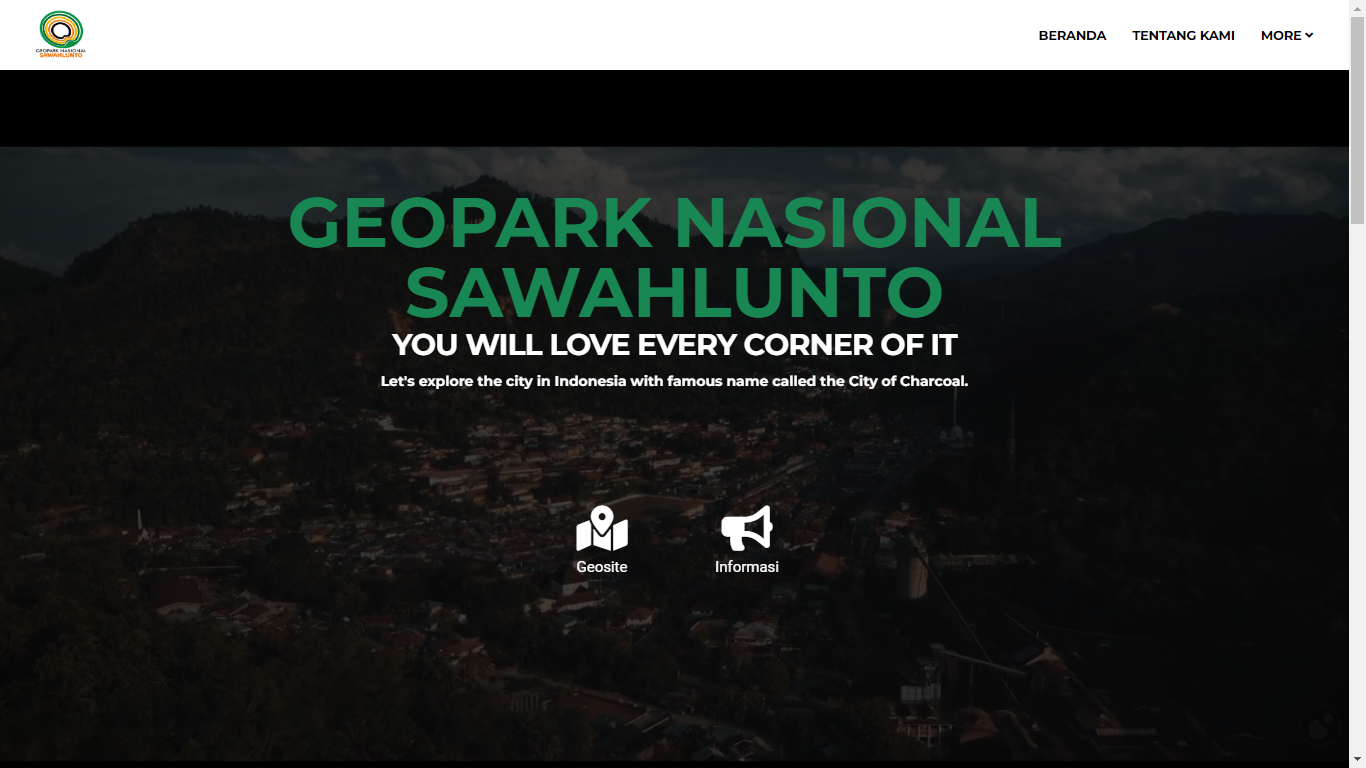 GEOPARK NASIONAL
SAWAHLUNTO
BERANDA
TENTANG KAMI
MORE
GEOPARK NASIONAL
SAWAHLUNTO
YOU WILL LOVE EVERY CORNER OF IT
Let's explore the city in Indonesia with famous name called the City of Charcoal.
Geosite
Informasi